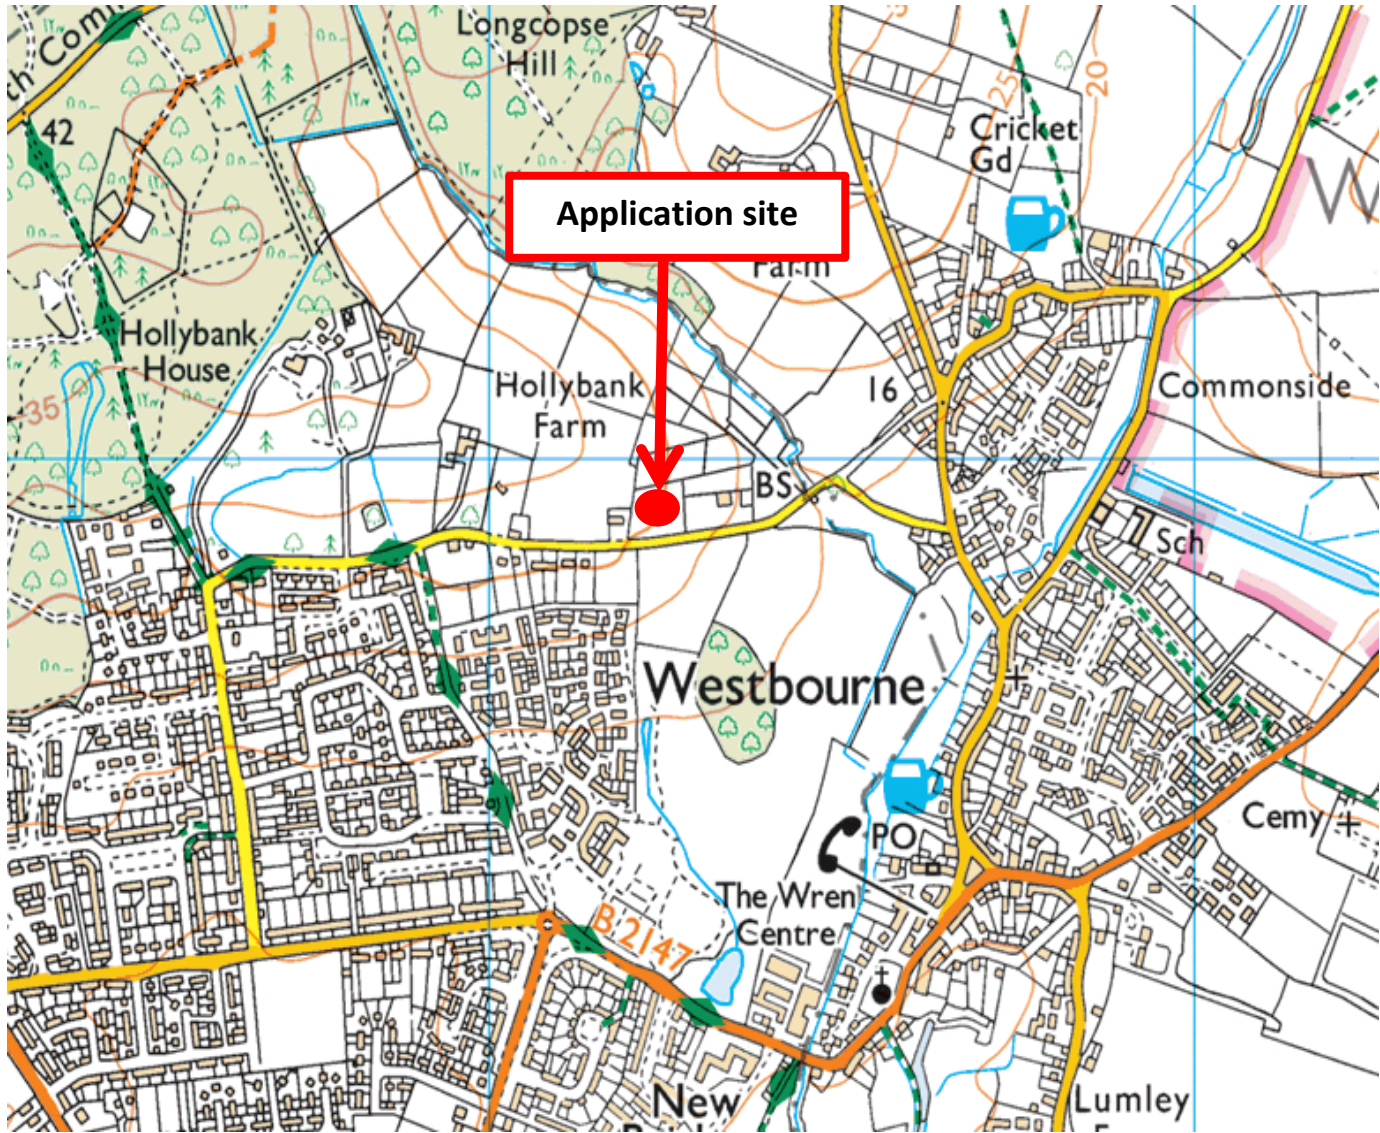 Longcopse
Hill
42
25
20
Cricket
Gd
Application site
Farm
Hollybank
House
35
Hollybank
Farm
16
Commonside
BS
Sch
Westbourne
PO
Cemy
The Wren
Centre
B 2147
New
Lumley